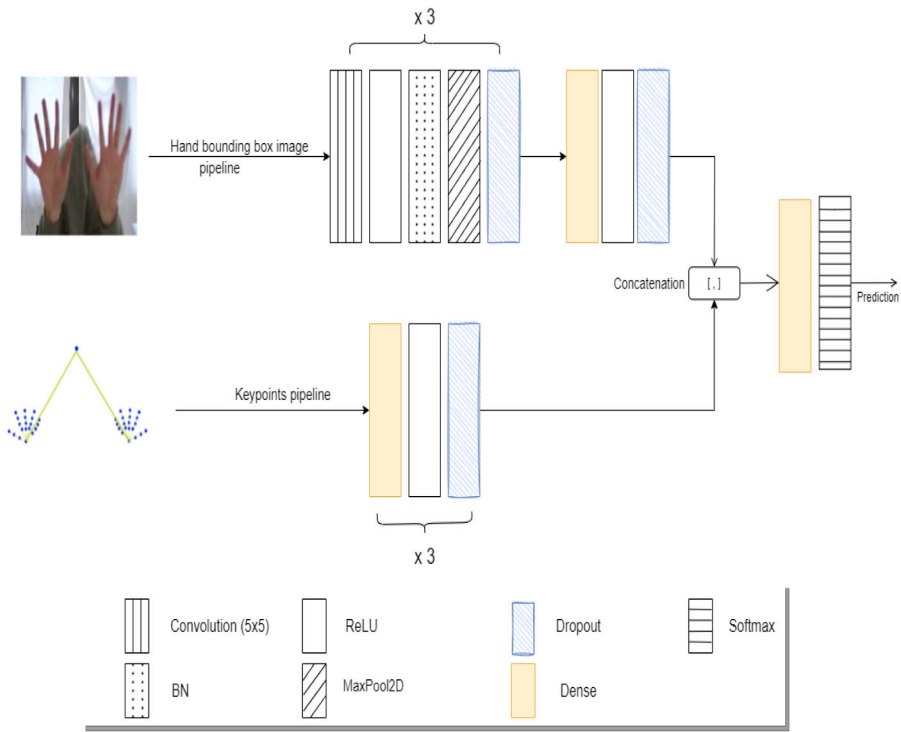 x 3
Hand bounding box image
pipeline
Concatenation
[ , ]
Prediction
Keypoints pipeline
x 3
Convolution (5x5)
ReLU
Dropout
Softmax
BN
MaxPool2D
Dense